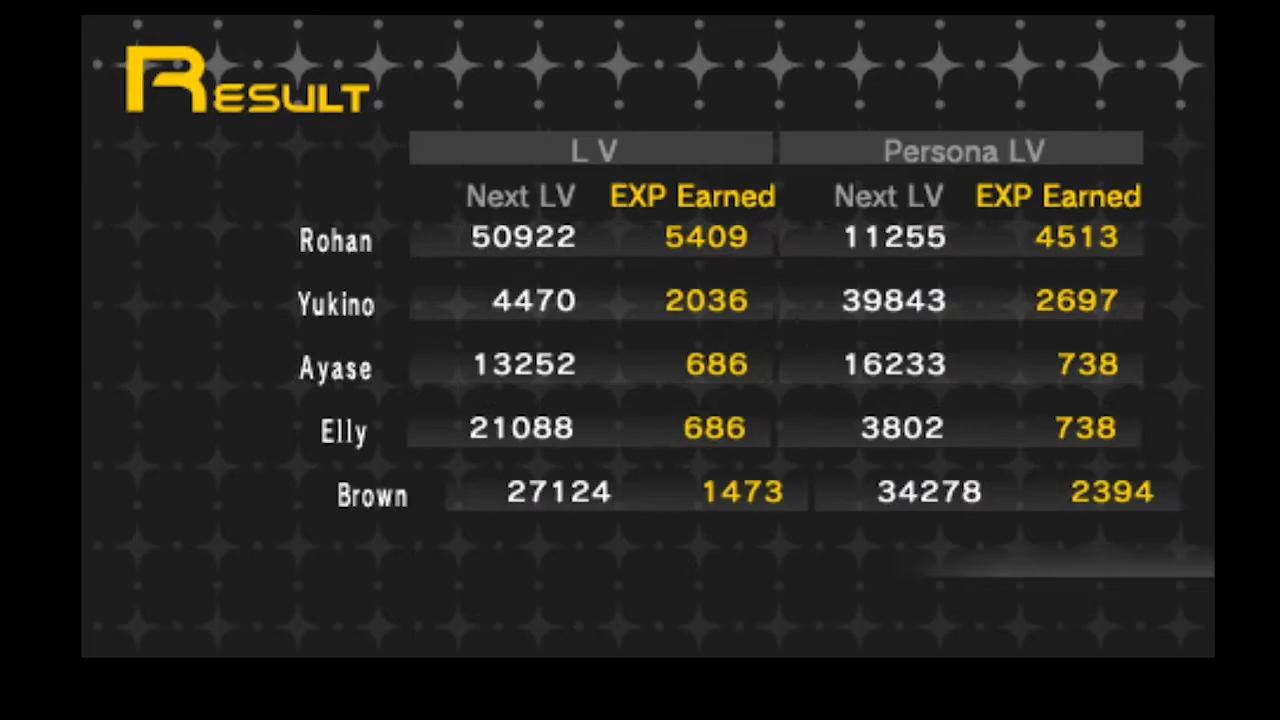 RESULT
LV Persona LV
Next LV EXP Earned Next LV EXP Earned
Rohan 50922 5409 11255 4513
Yukino 4470 2036 39843 2697
Ayase 13252 686 16233 738
Elly 21088 686 3802 738
Brown 27124 1473 34278 2394